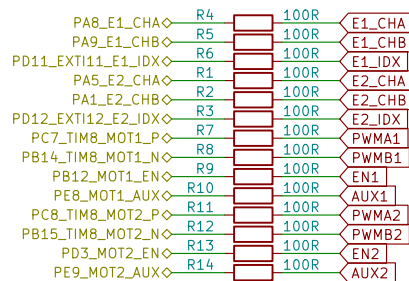 PA8_E1_CHA R4 100R E1_CHA
PA9_E1_CHB R5 100R E1_CHB
PD11_EXTI11_E1_IDX R6 100R E1_IDX
PA5_E2_CHA R1 100R E2_CHA
PA1_E2_CHB R2 100R E2_CHB
PD12_EXTI12_E2_IDX R3 100R E2_IDX
PC7_TIM8_MOT1_P R7 100R PWMA1
PB14_TIM8_MOT1_N R8 100R PWMB1
PB12_MOT1_EN R9 100R EN1
PE8_MOT1_AUX R10 100R AUX1
PC8_TIM8_MOT2_P R11 100R PWMA2
PB15_TIM8_MOT2_N R12 100R PWMB2
PD3_MOT2_EN R13 100R EN2
PE9_MOT2_AUX R14 100R AUX2